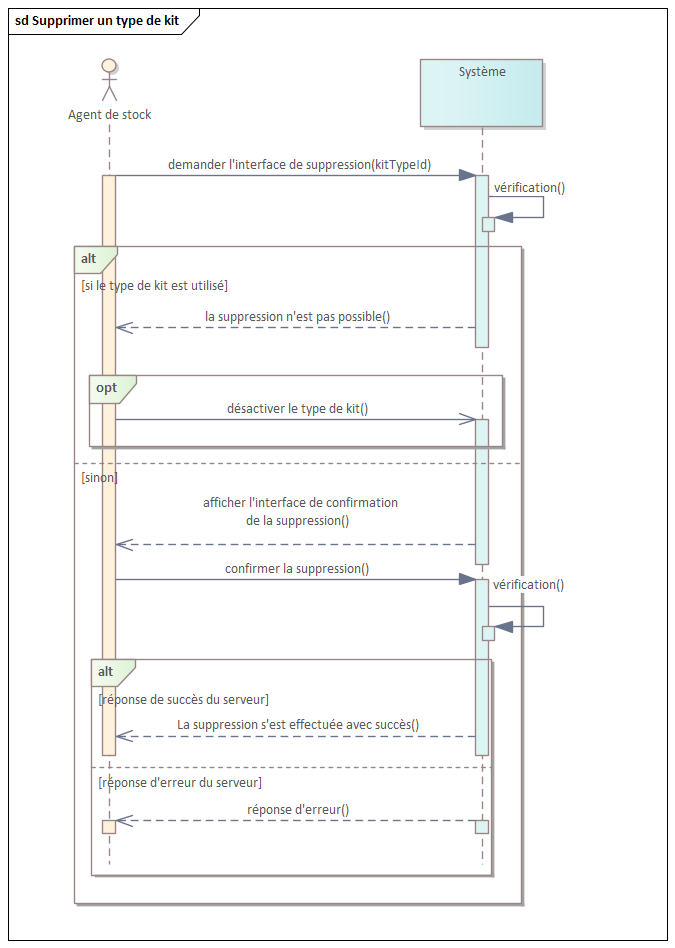 sd Supprimer un type de kit
Agent de stock
Système
demander l'interface de suppression(kitTypeId)
vérification()
alt
[si le type de kit est utilisé]
la suppression n'est pas possible()
opt
désactiver le type de kit()
[sinon]
afficher l'interface de confirmation
de la suppression()
confirmer la suppression()
vérification()
alt
[réponse de succès du serveur]
La suppression s'est effectuée avec succès()
[réponse d'erreur du serveur]
réponse d'erreur()